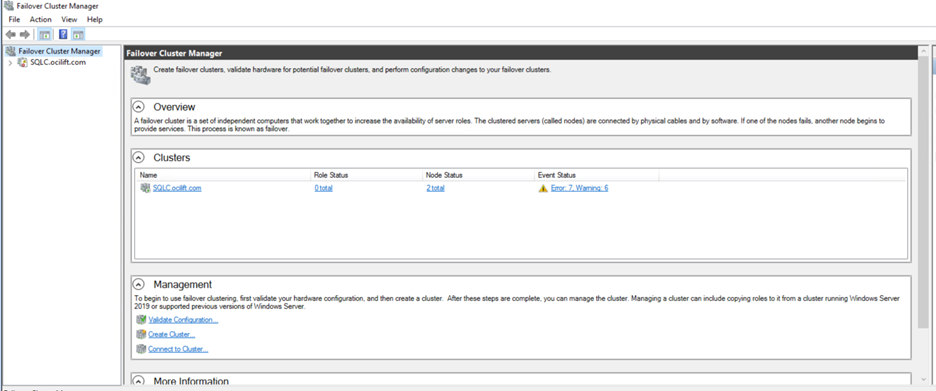 Failover Cluster Manager
File Action View Help
Failover Cluster Manager
SQLC.ocilift.com
Failover Cluster Manager
Create failover clusters, validate hardware for potential failover clusters, and perform configuration changes to your failover clusters.
Overview
A failover cluster is a set of independent computers that work together to increase the availability of server roles. The clustered servers (called nodes) are connected by physical cables and by software. If one of the nodes fails, another node begins to
provide services. This process is known as failover.
Clusters
Name Role Status Node Status Event Status
SQLC.ocilift.com 0 total 2 total Error: 7, Warning: 6
Management
To begin to use failover clustering, first validate your hardware configuration, and then create a cluster. After these steps are complete, you can manage the cluster. Managing a cluster can include copying roles to it from a cluster running Windows Server
2019 or supported previous versions of Windows Server.
Validate Configuration...
Create Cluster...
Connect to Cluster...
More Information